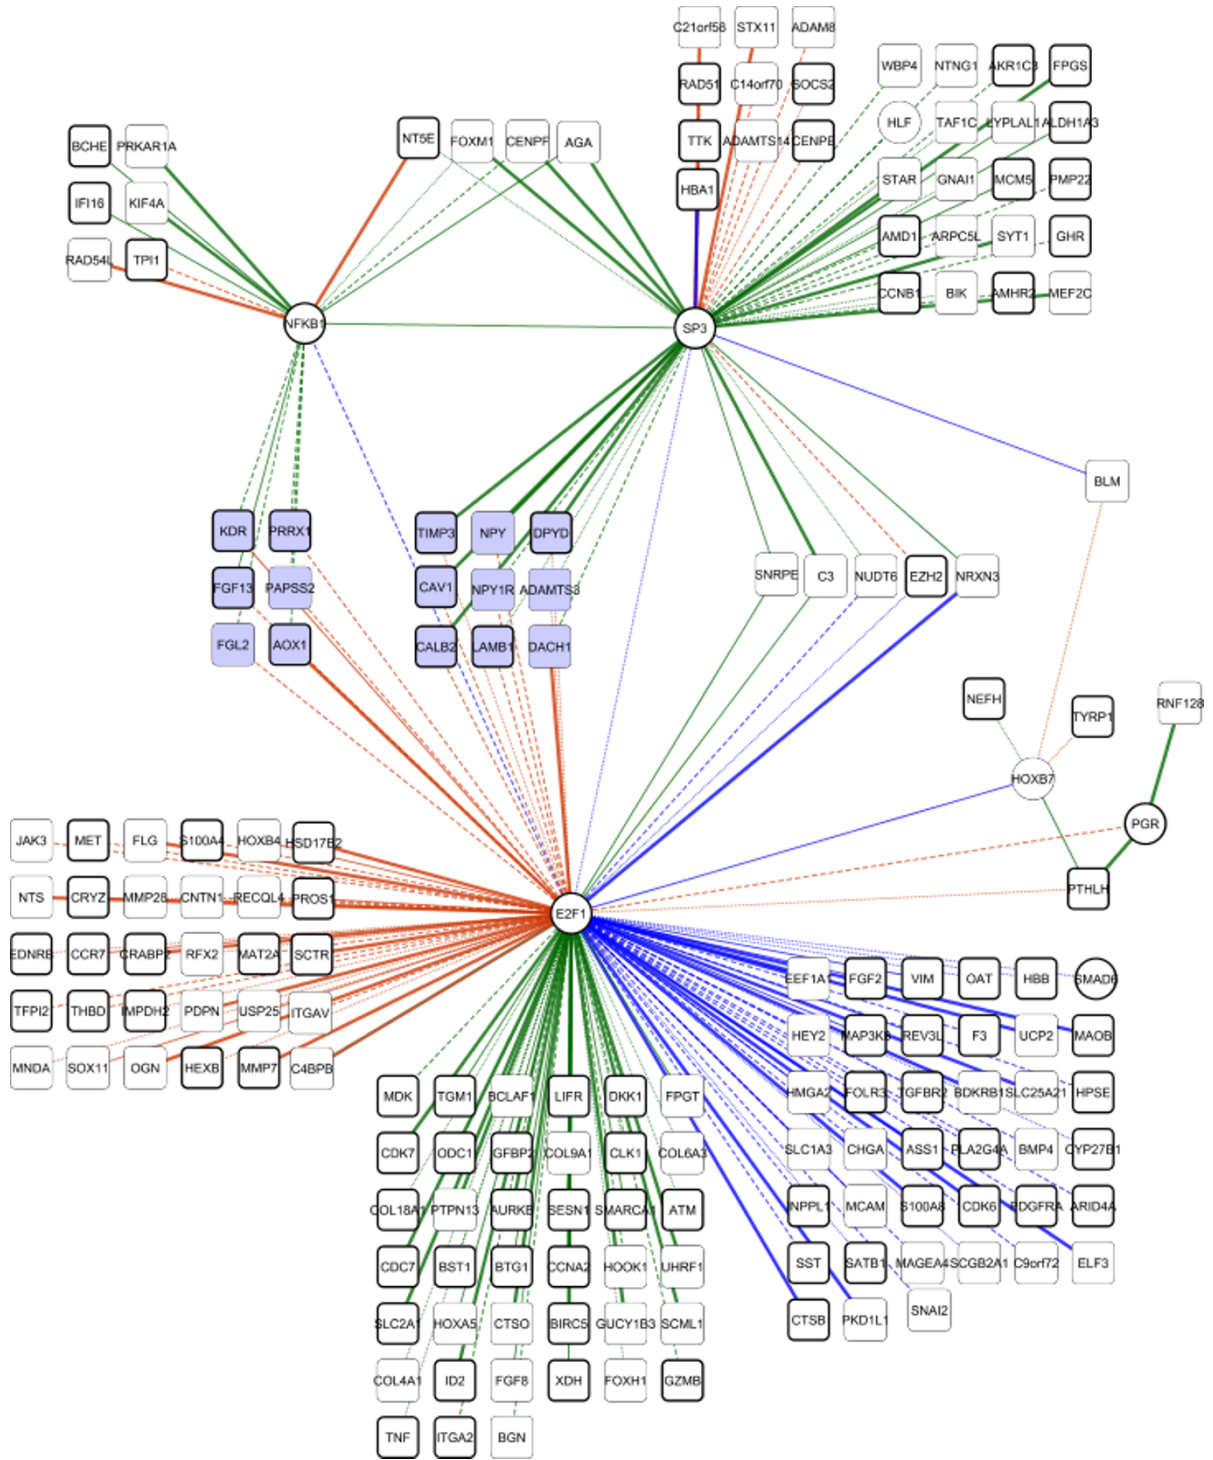 C21orf58 STX11 ADAM8
WBP4 NTNG1 AKR1C3 FPGS
RAD51 C14orf70 SOCS2
HLF TAF1C LYPLAL1 ALDH1A3
BCHE PRKAR1A NT5E FOXM1 CENPF AGA TTK ADAMTS14 CENPE
STAR GNAI1 MCM5 PMP22
IFI16 KIF4A HBA1
AMD1 ARPC5L SYT1 GHR
RAD54L TPI1
CCNB1 BIK AMHR2 MEF2C
NFKB1 SP3
BLM
KDR PRRX1 TIMP3 NPY DPYD
SNRPE C3 NUDT6 EZH2 NRXN3
FGF13 PAPSS2 CAV1 NPY1R ADAMTS3
FGL2 AOX1 CALB2 LAMB1 DACH1
NEFH TYRP1 RNF128
HOXB7
PGR
JAK3 MET FLG S100A4 HOXB4 HSD17B2
NTS CRYZ MMP28 CNTN1 RECQL4 PROS1 PTHLH
E2F1
EDNRB CCR7 CRABP2 RFX2 MAT2A SCTR
EEF1A1 FGF2 VIM OAT HBB SMAD6
TFPI2 THBD IMPDH2 PDPN USP25 ITGAV
HEY2 REV3L F3 UCP2 MAOB
MNDA SOX11 OGN HEXB MMP7 C4BPB
MDK TGM1 BCLAF1 LIFR DKK1 FPGT
HMGA2 FOLR3 TGFBR2 BDKRB1 SLC25A21 HPSE
CDK7 ODC1 GFBP2 COL9A1 CLK1 COL6A3
SLC1A3 CHGA ASS1 PLA2G4A BMP4 CYP27B1
COL18A1 PTPN13 AURKB SESN1 SMARCA1 ATM
NPPL1 MCAM S100A8 CDK6 PDGFRA ARID4A
CDC7 BST1 BTG1 CCNA2 HOOK1 UHRF1
SST SATB1 MAGEA4 SCGB2A1 C9orf72 ELF3
SLC2A1 HOXA5 CTSO BIRC5 GUCY1B3 SCML1
CTSB PKD1L1 SNAI2
COL4A1 ID2 FGF8 XDH FOXH1 GZMB
TNF ITGA2 BGN